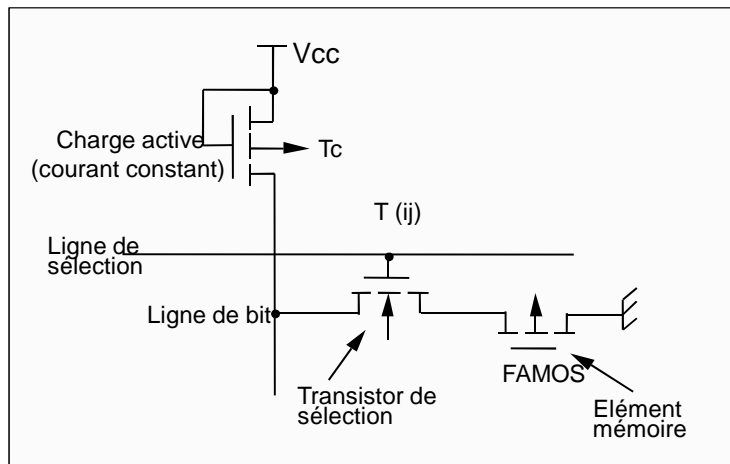 Vcc
Charge active
(courant constant)
Tc
T (ij)
Ligne de
sélection
Ligne de bit
FAMOS
Transistor de
sélection
Elément
mémoire